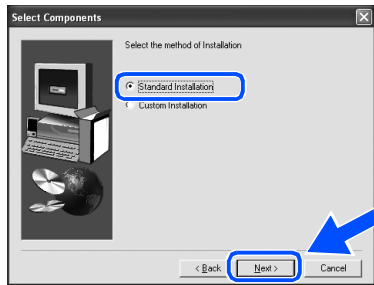 Select Components
Select the method of Installation
Standard Installation
Custom Installation
< Back
Next >
Cancel